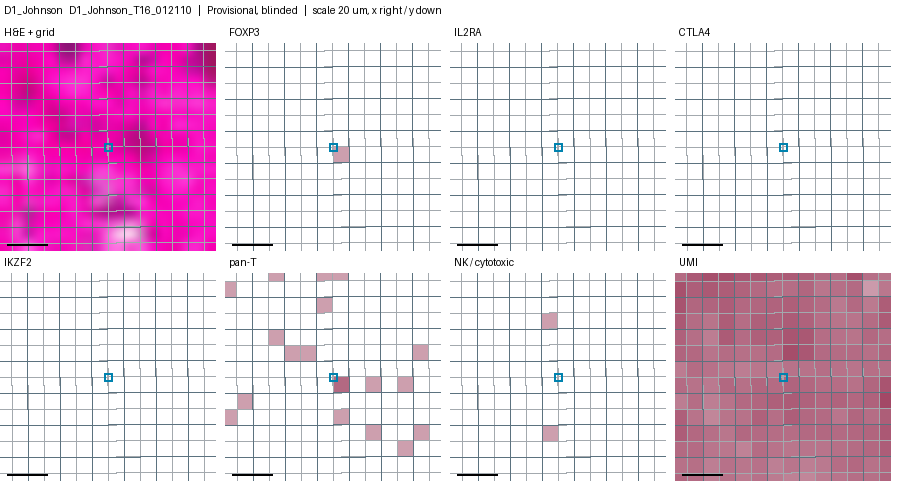 D1_Johnson D1_Johnson_T16_012110 | Provisional, blinded | scale 20 um, x right / y down
H&E + grid FOXP3 IL2RA CTLA4
IKZF2 pan-T NK / cytotoxic UMI